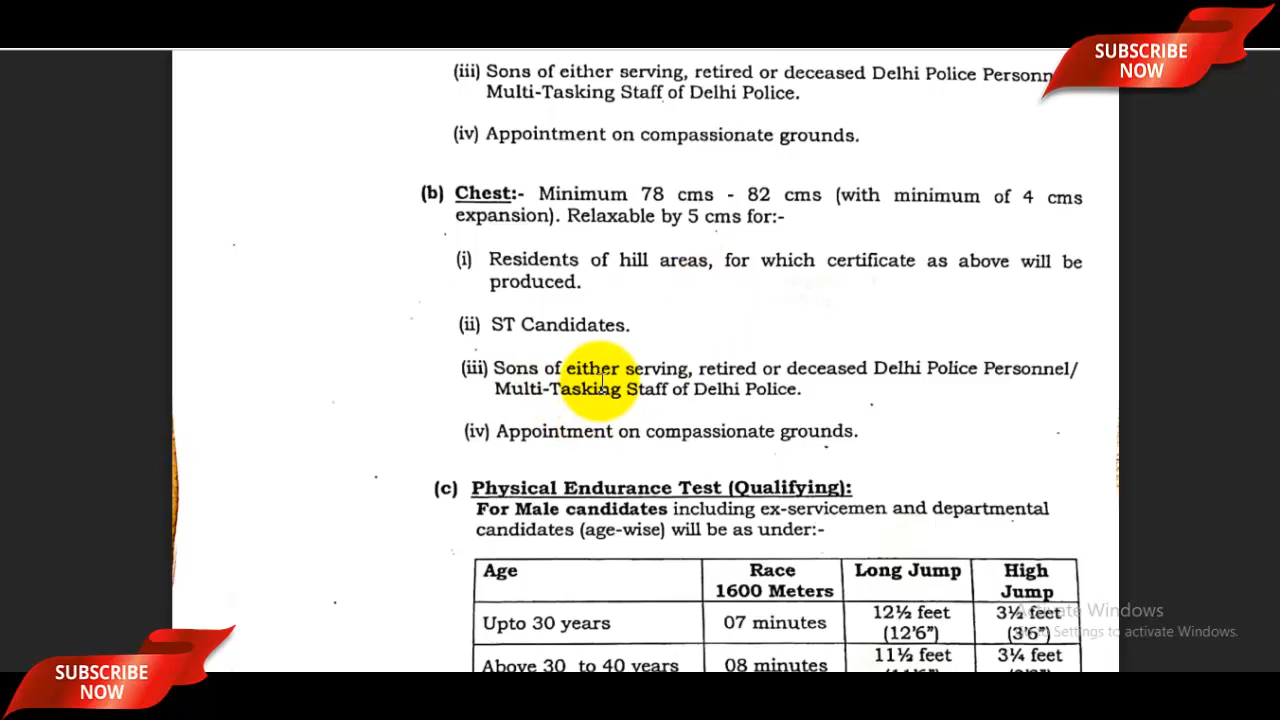 SUBSCRIBE
NOW
(iii) Sons of either serving, retired or deceased Delhi Police
Multi-Tasking Staff of Delhi Police.
(iv) Appointment on compassionate grounds.
(b) Chest:- Minimum 78 cms - 82 cms (with minimum of 4 cms
expansion). Relaxable by 5 cms for:-
(i) Residents of hill areas, for which certificate as above will be
produced.
(ii) ST Candidates.
(iii) Sons of either serving, retired or deceased Delhi Police Personnel/
Multi-Tasking Staff of Delhi Police.
(iv) Appointment on compassionate grounds.
(c) Physical Endurance Test (Qualifying):
For Male candidates including ex-servicemen and departmental
candidates (age-wise) will be as under:-
Age Race Long Jump High
1600 Meters Jump
Upto 30 years 07 minutes 12½ feet 3½ feet
(12'6") (3'6")
Above 30 to 40 years 08 minutes 11½ feet 3¼ feet
Activate Windows
Settings to activate Windows.
SUBSCRIBE
NOW